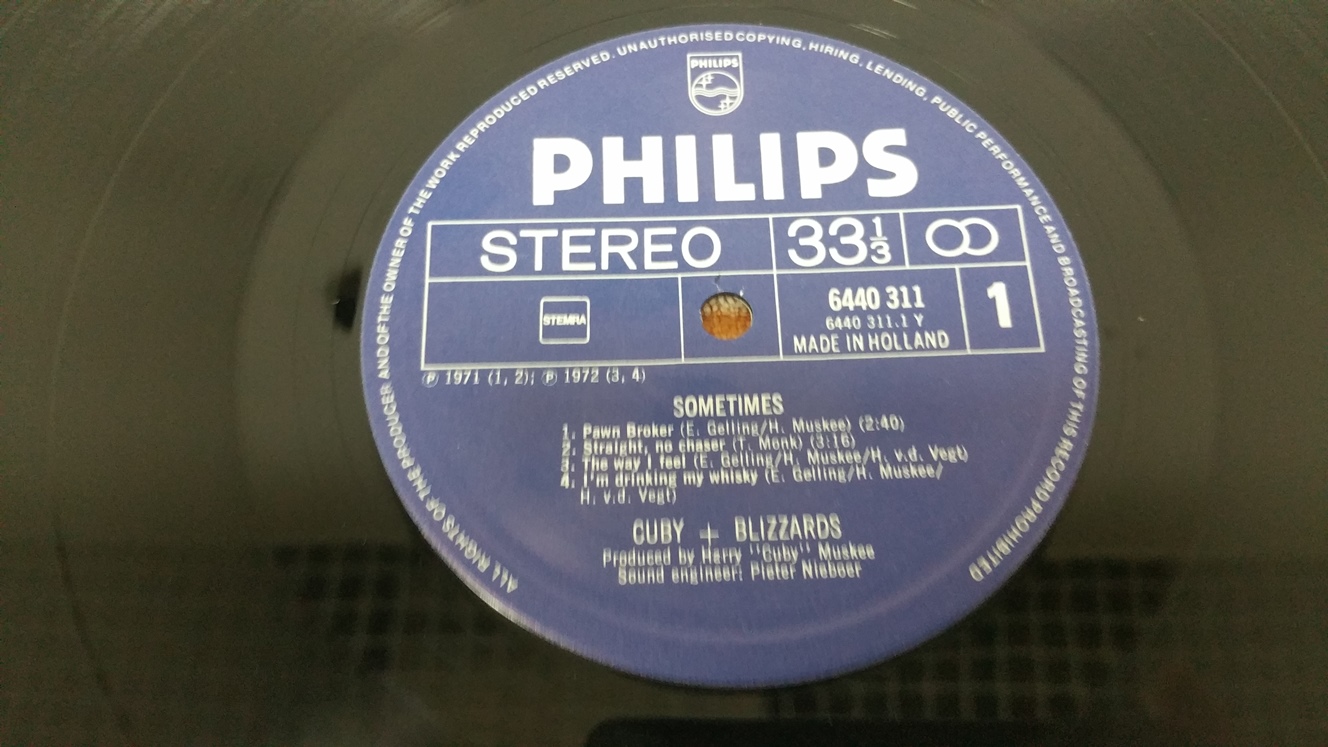 ALL RIGHTS OF THE PRODUCER AND OF THE OWNER OF THE WORK REPRODUCED RESERVED. UNAUTHORISED COPYING, HIRING, LENDING, PUBLIC PERFORMANCE AND BROADCASTING OF THIS RECORD PROHIBITED
PHILIPS
PHILIPS
STEREO 33 1/3
STEMRA
6440 311
6440 311.1 Y
MADE IN HOLLAND
1
℗ 1971 (1, 2); ℗ 1972 (3, 4)
SOMETIMES
1. Pawn Broker (E. Gelling/H. Muskee) (2:40)
2. Straight, no chaser (T. Monk) (3:16)
3. The way I feel (E. Gelling/H. Muskee/H. v.d. Vegt)
4. I'm drinking my whisky (E. Gelling/H. Muskee/
H. v.d. Vegt)
CUBY + BLIZZARDS
Produced by Harry "Cuby" Muskee
Sound engineer: Pieter Nieboer